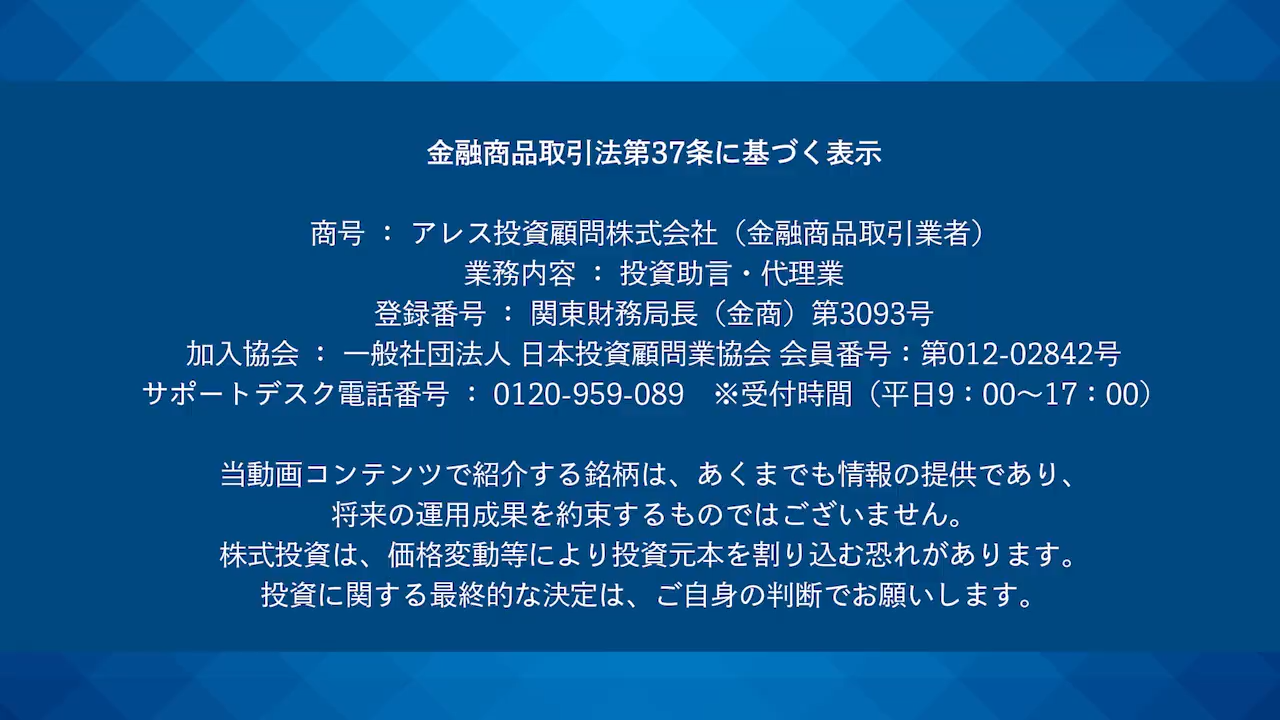 金融商品取引法第37条に基づく表示
商号 ： アレス投資顧問株式会社（金融商品取引業者）
業務内容 ： 投資助言・代理業
登録番号 ： 関東財務局長（金商）第3093号
加入協会 ： 一般社団法人 日本投資顧問業協会 会員番号：第012-02842号
サポートデスク電話番号 ： 0120-959-089　※受付時間（平日9：00〜17：00）
当動画コンテンツで紹介する銘柄は、あくまでも情報の提供であり、
将来の運用成果を約束するものではございません。
株式投資は、価格変動等により投資元本を割り込む恐れがあります。
投資に関する最終的な決定は、ご自身の判断でお願いします。